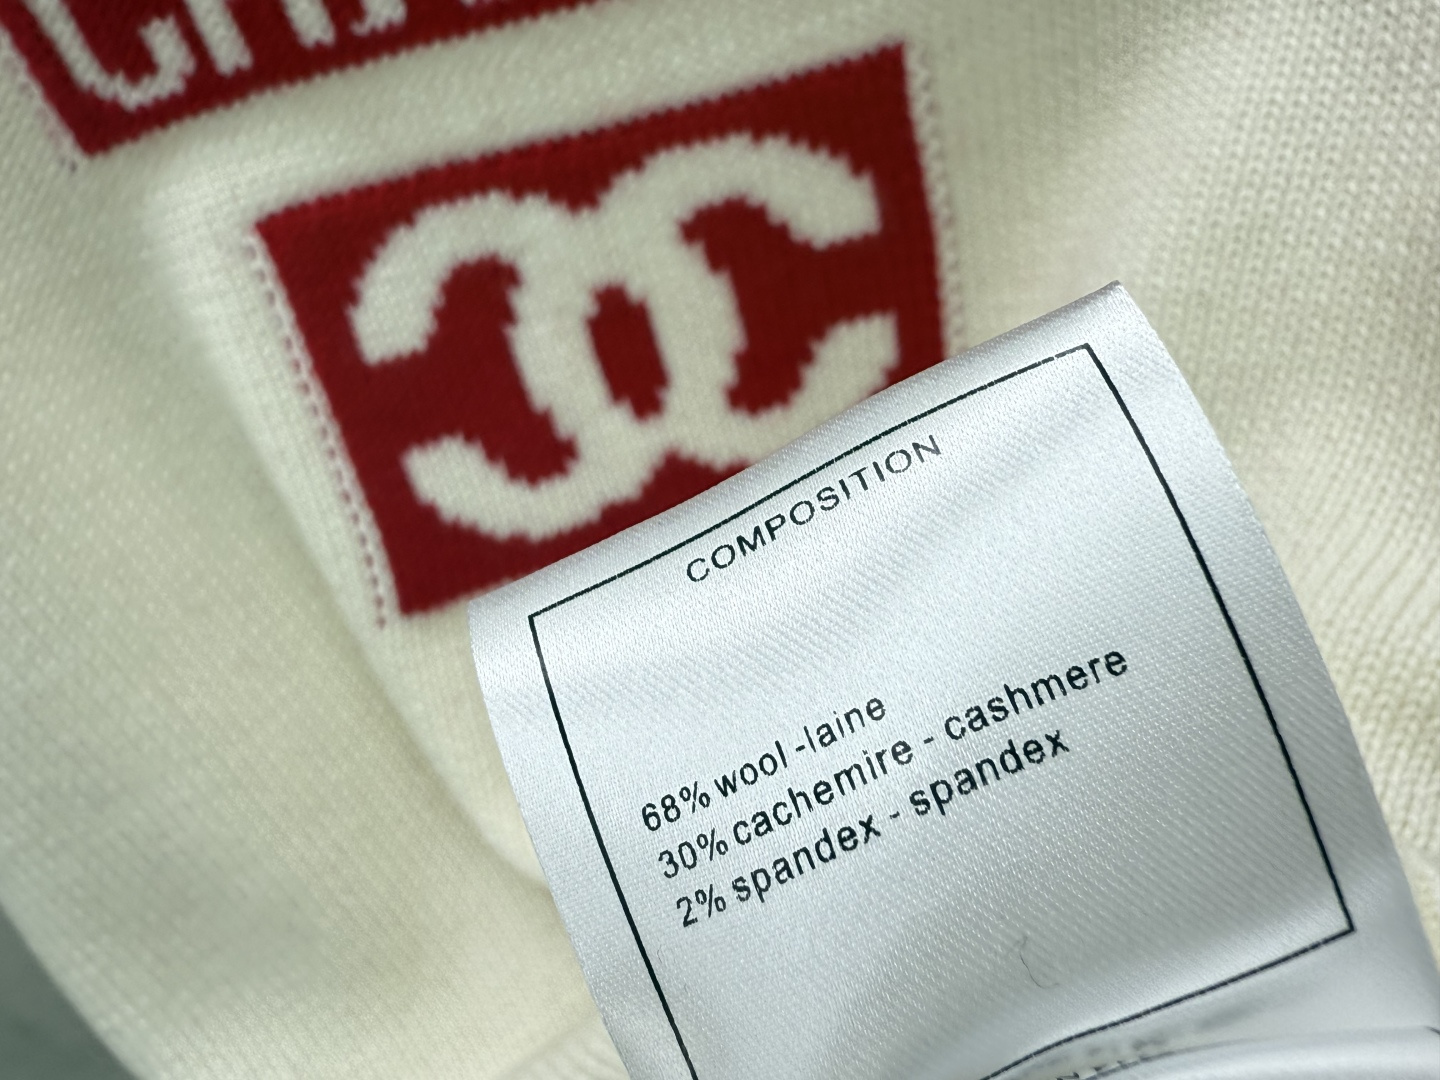 COMPOSITION
68% wool -laine
30% cachemire - cashmere
2% spandex - spandex